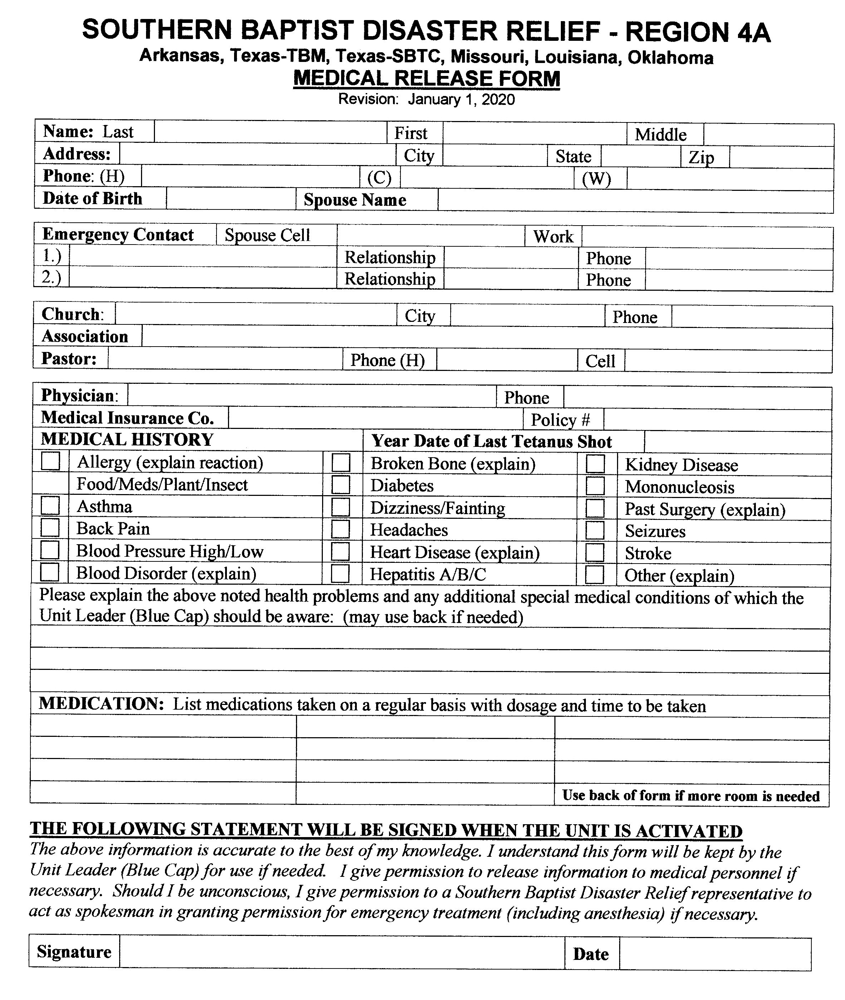 SOUTHERN BAPTIST DISASTER RELIEF - REGION 4A
Arkansas, Texas-TBM, Texas-SBTC, Missouri, Louisiana, Oklahoma
MEDICAL RELEASE FORM
Revision: January 1, 2020
Name: Last First Middle
Address: City State Zip
Phone: (H) (C) (W)
Date of Birth Spouse Name
Emergency Contact Spouse Cell Work
1.) Relationship Phone
2.) Relationship Phone
Church: City Phone
Association
Pastor: Phone (H) Cell
Physician: Phone
Medical Insurance Co. Policy #
MEDICAL HISTORY Year Date of Last Tetanus Shot
Allergy (explain reaction) Broken Bone (explain) Kidney Disease
Food/Meds/Plant/Insect Diabetes Mononucleosis
Asthma Dizziness/Fainting Past Surgery (explain)
Back Pain Headaches Seizures
Blood Pressure High/Low Heart Disease (explain) Stroke
Blood Disorder (explain) Hepatitis A/B/C Other (explain)
Please explain the above noted health problems and any additional special medical conditions of which the
Unit Leader (Blue Cap) should be aware: (may use back if needed)
MEDICATION: List medications taken on a regular basis with dosage and time to be taken
Use back of form if more room is needed
THE FOLLOWING STATEMENT WILL BE SIGNED WHEN THE UNIT IS ACTIVATED
The above information is accurate to the best of my knowledge. I understand this form will be kept by the
Unit Leader (Blue Cap) for use if needed. I give permission to release information to medical personnel if
necessary. Should I be unconscious, I give permission to a Southern Baptist Disaster Relief representative to
act as spokesman in granting permission for emergency treatment (including anesthesia) if necessary.
Signature Date